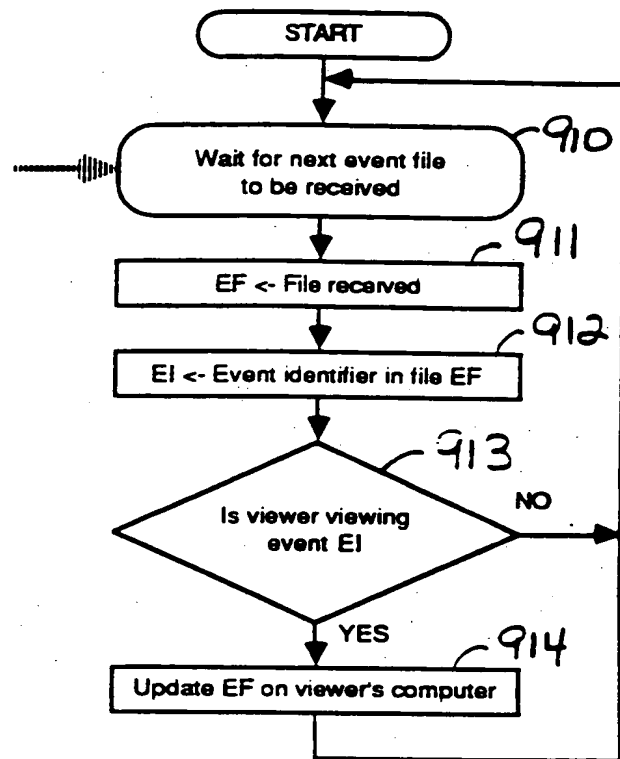 START
910
Wait for next event file
to be received
911
EF <- File received
912
EI <- Event identifier in file EF
913
Is viewer viewing
event EI
NO
YES
914
Update EF on viewer's computer